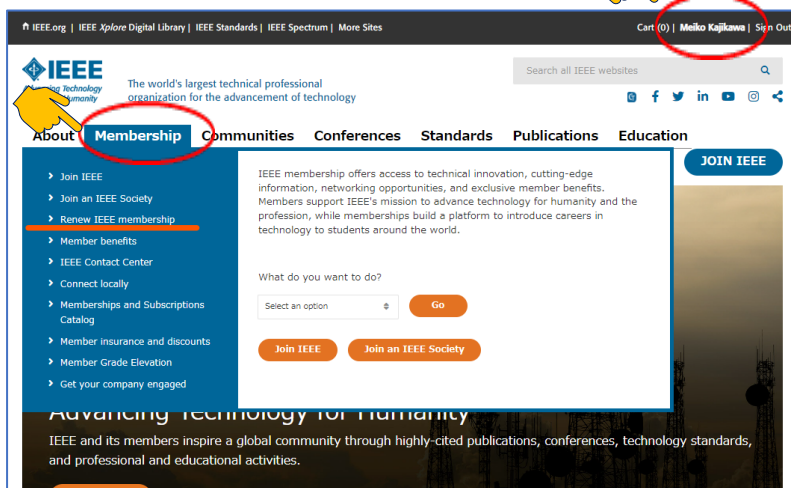 IEEE.org | IEEE Xplore Digital Library | IEEE Standards | IEEE Spectrum | More Sites
Cart (0) | Meiko Kajikawa | Sign Out
IEEE
Technology
The world's largest technical professional
organization for the advancement of technology
Search all IEEE websites
About Membership Communities Conferences Standards Publications Education
JOIN IEEE
Join IEEE
Join an IEEE Society
Renew IEEE membership
Member benefits
IEEE Contact Center
Connect locally
Memberships and Subscriptions
Catalog
Member insurance and discounts
Member Grade Elevation
Get your company engaged
IEEE membership offers access to technical innovation, cutting-edge
information, networking opportunities, and exclusive member benefits.
Members support IEEE's mission to advance technology for humanity and the
profession, while memberships build a platform to introduce careers in
technology to students around the world.
What do you want to do?
Select an option
Go
Join IEEE Join an IEEE Society
Advancing Technology for Humanity
IEEE and its members inspire a global community through highly-cited publications, conferences, technology standards,
and professional and educational activities.